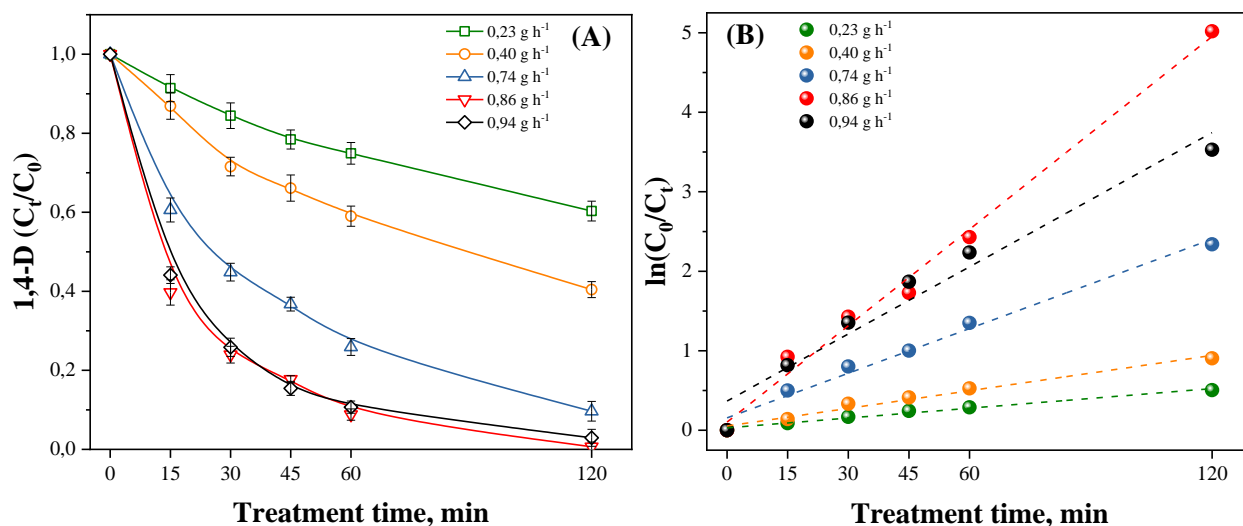 (A)
0,23 g h⁻¹
0,40 g h⁻¹
0,74 g h⁻¹
0,86 g h⁻¹
0,94 g h⁻¹
1,4-D (Cₜ/C₀)
1,0
0,8
0,6
0,4
0,2
0,0
0 15 30 45 60 120
Treatment time, min
(B)
0,23 g h⁻¹
0,40 g h⁻¹
0,74 g h⁻¹
0,86 g h⁻¹
0,94 g h⁻¹
ln(C₀/Cₜ)
5
4
3
2
1
0
0 15 30 45 60 120
Treatment time, min